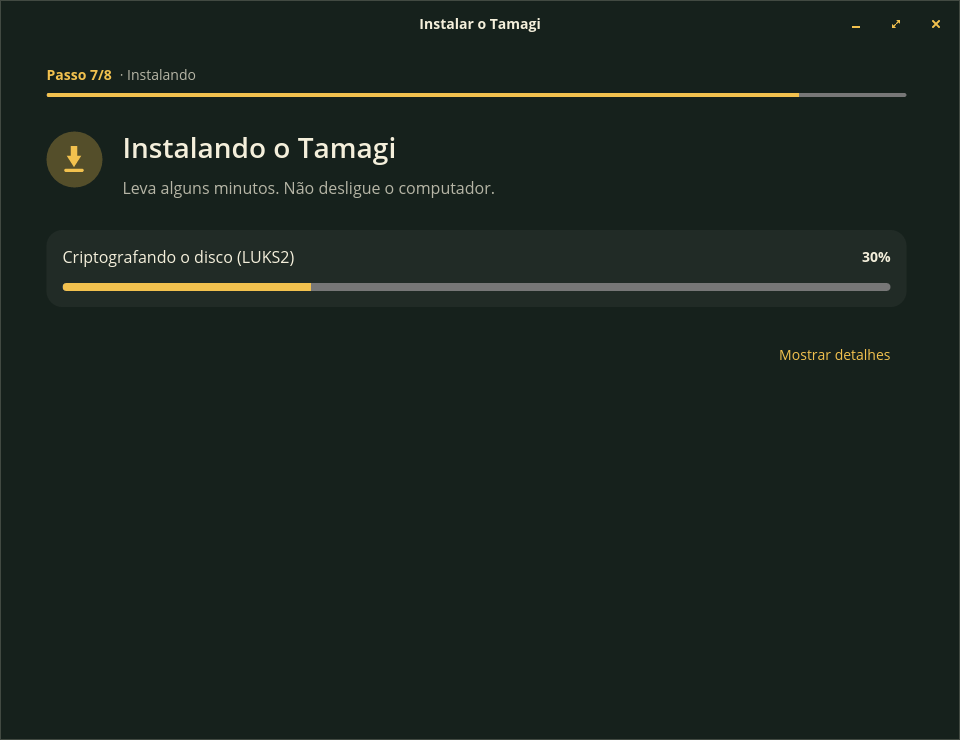 Instalar o Tamagi
Passo 7/8 · Instalando
Instalando o Tamagi
Leva alguns minutos. Não desligue o computador.
Criptografando o disco (LUKS2) 30%
Mostrar detalhes